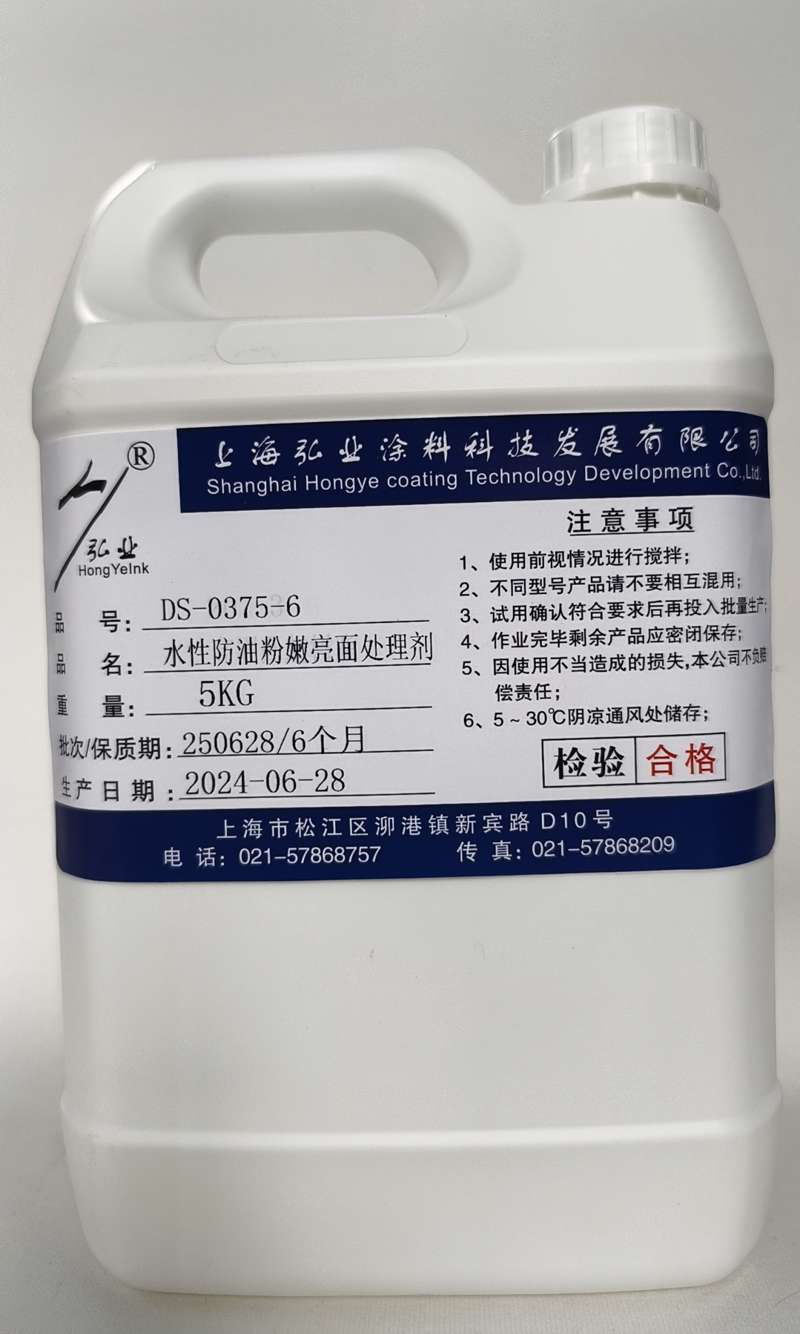 ®
弘业
HongYeInk
上海弘业涂料科技发展有限公司
Shanghai Hongye coating Technology Development Co.,Ltd.
品 号: DS-0375-6
品 名: 水性防油粉嫩亮面处理剂
重 量: 5KG
批次/保质期: 250628/6个月
生产日期: 2024-06-28
注意事项
1、使用前视情况进行搅拌;
2、不同型号产品请不要相互混用;
3、试用确认符合要求后再投入批量生产;
4、作业完毕剩余产品应密闭保存;
5、因使用不当造成的损失,本公司不负赔
偿责任;
6、5~30℃阴凉通风处储存;
检验 合格
上海市松江区泖港镇新宾路D10号
电 话: 021-57868757 传 真: 021-57868209